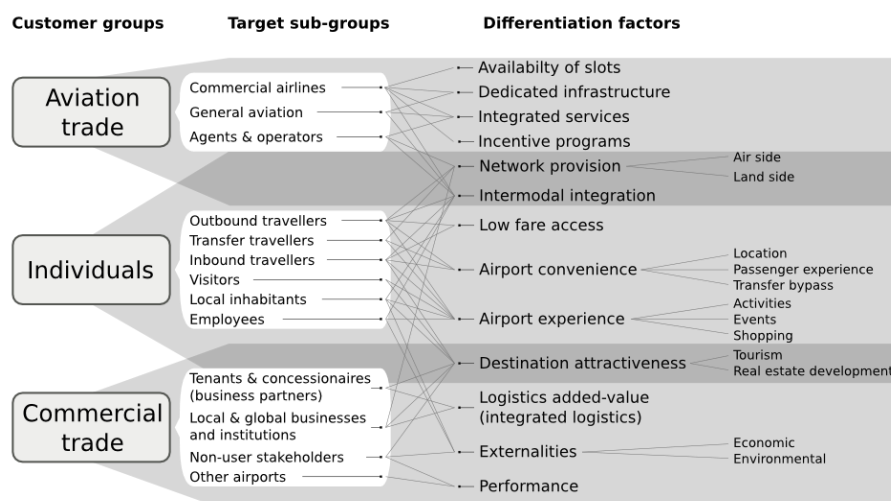 Customer groups
Target sub-groups
Differentiation factors
Aviation
trade
Commercial airlines
General aviation
Agents & operators
Availabilty of slots
Dedicated infrastructure
Integrated services
Incentive programs
Network provision
Air side
Land side
Intermodal integration
Individuals
Outbound travellers
Transfer travellers
Inbound travellers
Visitors
Local inhabitants
Employees
Low fare access
Airport convenience
Location
Passenger experience
Transfer bypass
Airport experience
Activities
Events
Shopping
Destination attractiveness
Tourism
Real estate development
Commercial
trade
Tenants & concessionaires
(business partners)
Local & global businesses
and institutions
Non-user stakeholders
Other airports
Logistics added-value
(integrated logistics)
Externalities
Economic
Environmental
Performance